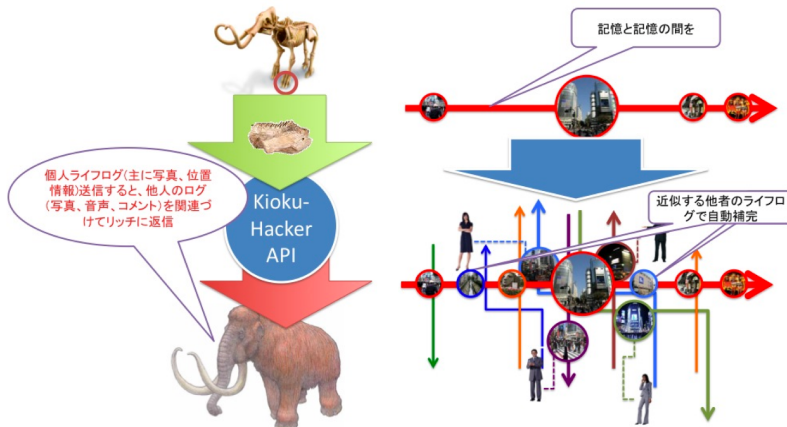 記憶と記憶の間を
個人ライフログ(主に写真、位置
情報)送信すると、他人のログ
(写真、音声、コメント)を関連づ
けてリッチに返信
Kioku-
Hacker
API
近似する他者のライフロ
グで自動補完